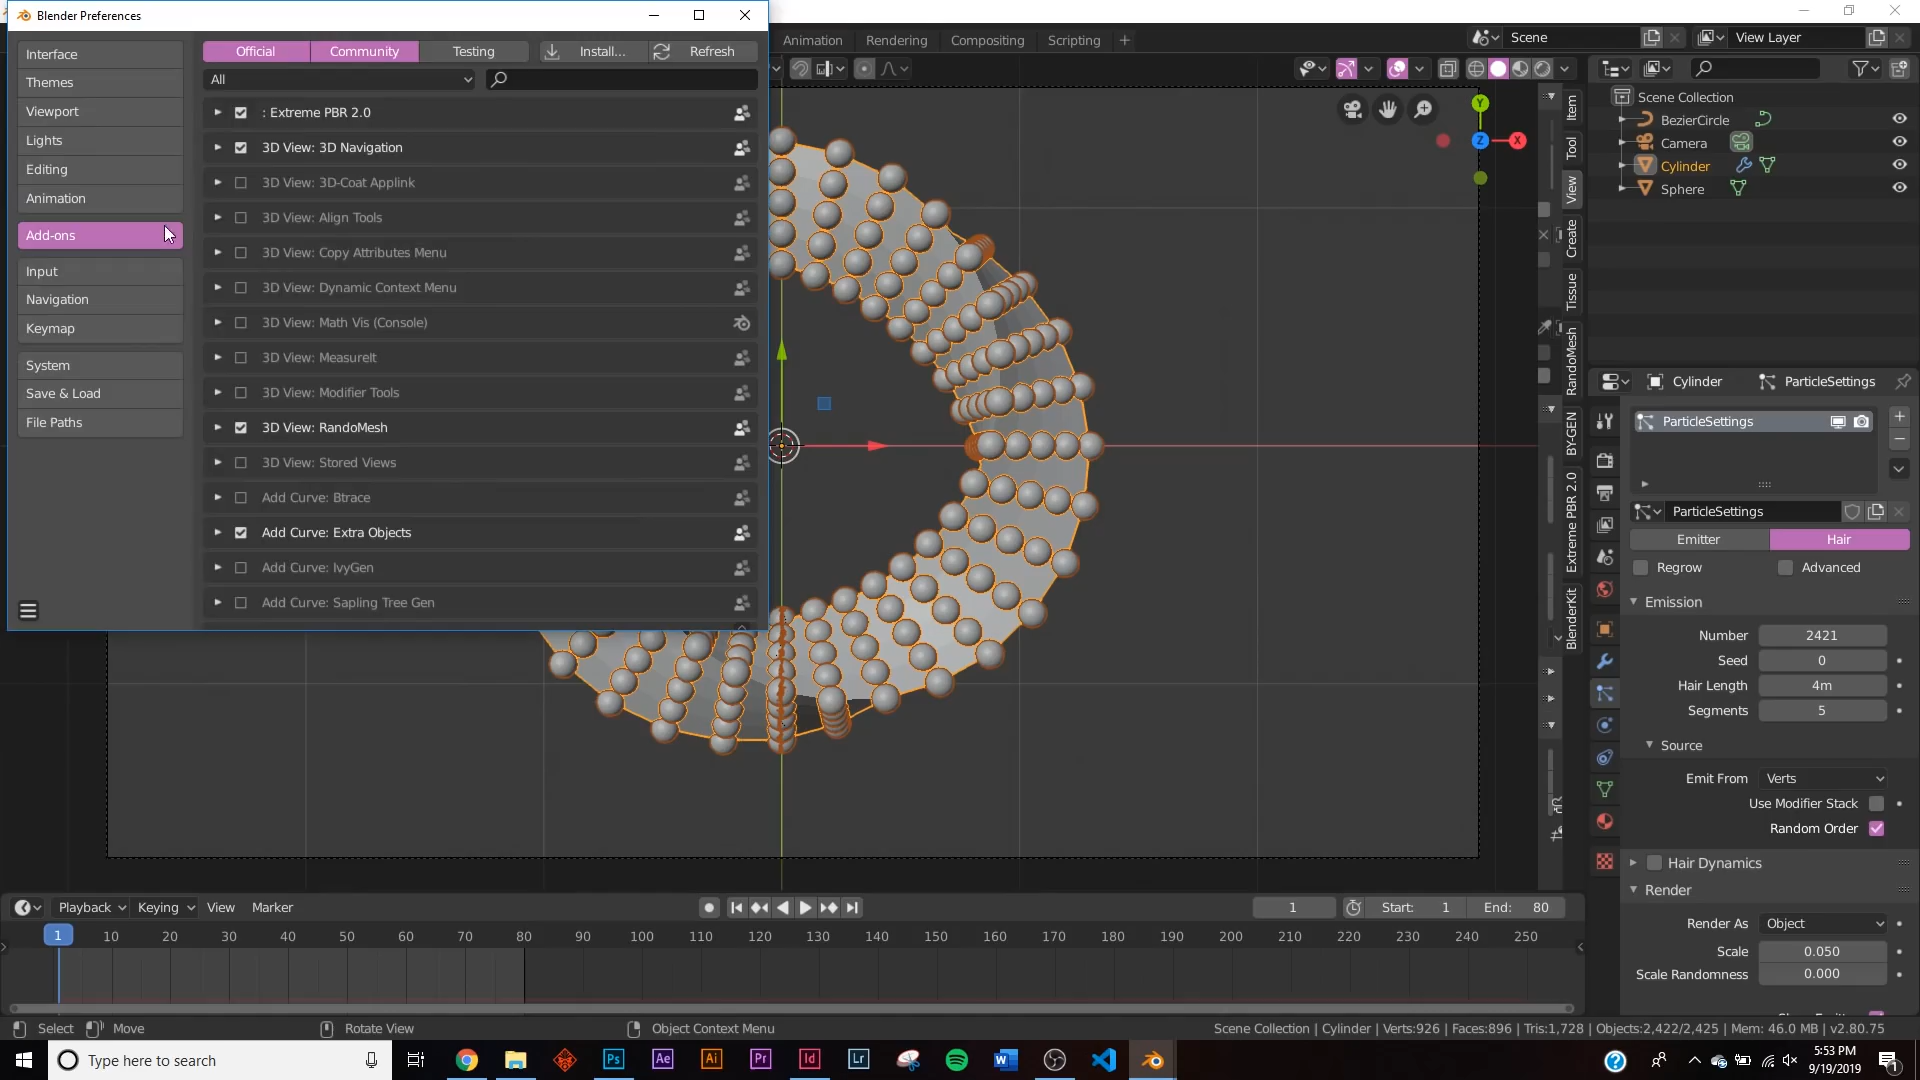 Blender Preferences
Interface
Themes
Viewport
Lights
Editing
Animation
Add-ons
Input
Navigation
Keymap
System
Save & Load
File Paths
Official Community Testing Install... Refresh
All
: Extreme PBR 2.0
3D View: 3D Navigation
3D View: 3D-Coat Applink
3D View: Align Tools
3D View: Copy Attributes Menu
3D View: Dynamic Context Menu
3D View: Math Vis (Console)
3D View: MeasureIt
3D View: Modifier Tools
3D View: RandoMesh
3D View: Stored Views
Add Curve: Btrace
Add Curve: Extra Objects
Add Curve: IvyGen
Add Curve: Sapling Tree Gen
Animation Rendering Compositing Scripting +
Scene
View Layer
Y
Z
X
Item
Tool
View
Create
Tissue
RandoMesh
BY-GEN
Extreme PBR 2.0
BlenderKit
Scene Collection
BezierCircle
Camera
Cylinder
Sphere
Cylinder ParticleSettings
ParticleSettings
ParticleSettings
Emitter Hair
Regrow Advanced
Emission
Number 2421
Seed 0
Hair Length 4m
Segments 5
Source
Emit From Verts
Use Modifier Stack
Random Order
Hair Dynamics
Render
Render As Object
Scale 0.050
Scale Randomness 0.000
Playback Keying View Marker
1 Start: 1 End: 80
1 10 20 30 40 50 60 70 80 90 100 110 120 130 140 150 160 170 180 190 200 210 220 230 240 250
Select Move Rotate View Object Context Menu
Scene Collection | Cylinder | Verts:926 | Faces:896 | Tris:1,728 | Objects:2,422/2,425 | Mem: 46.0 MB | v2.80.75
Type here to search
Ps Ae Ai Pr Id Lr
5:53 PM
9/19/2019
1